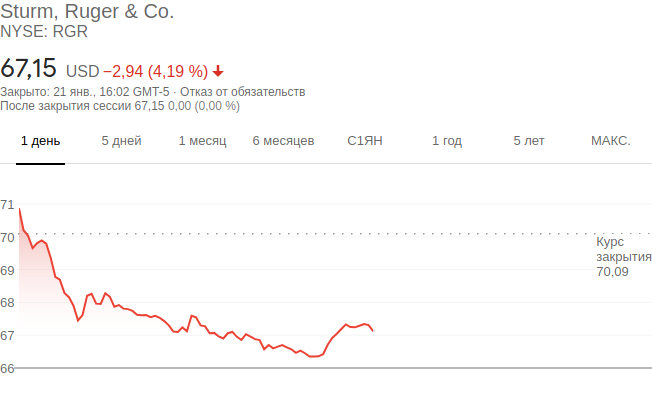 Sturm, Ruger & Co.
NYSE: RGR
67,15 USD −2,94 (4,19 %)
Закрыто: 21 янв., 16:02 GMT-5 · Отказ от обязательств
После закрытия сессии 67,15 0,00 (0,00 %)
1 день 5 дней 1 месяц 6 месяцев С1ЯН 1 год 5 лет МАКС.
71
70
Курс
закрытия
70,09
69
68
67
66